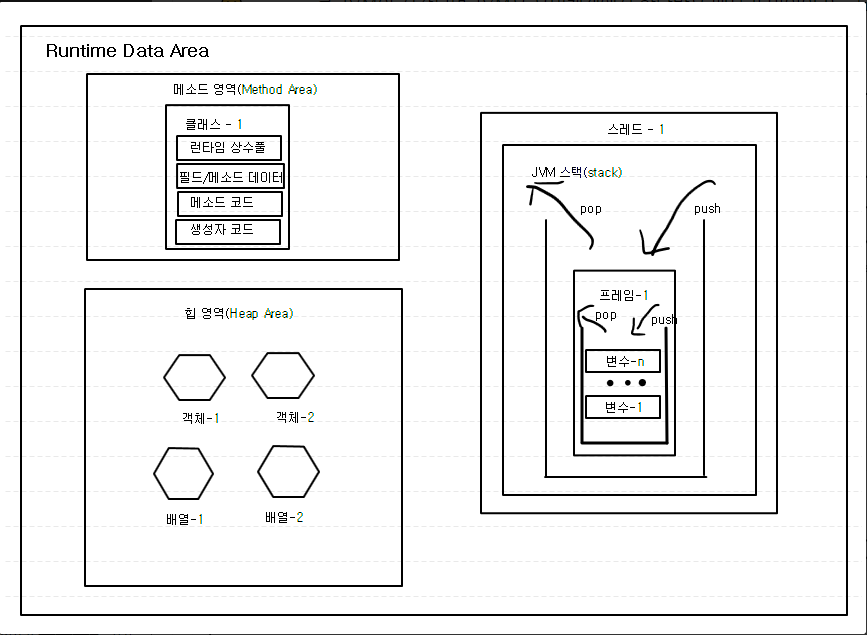 Runtime Data Area
메소드 영역(Method Area)
클래스 - 1
런타임 상수풀
필드/메소드 데이터
메소드 코드
생성자 코드
힙 영역(Heap Area)
객체-1
객체-2
배열-1
배열-2
스레드 - 1
JVM 스택(stack)
pop
push
프레임-1
pop
push
변수-n
변수-1